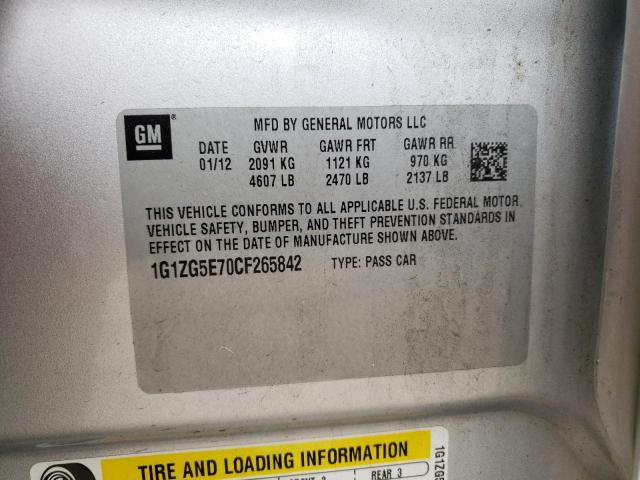 GM®
MFD BY GENERAL MOTORS LLC
DATE GVWR GAWR FRT GAWR RR
01/12 2091 KG 1121 KG 970 KG
4607 LB 2470 LB 2137 LB
THIS VEHICLE CONFORMS TO ALL APPLICABLE U.S. FEDERAL MOTOR
VEHICLE SAFETY, BUMPER, AND THEFT PREVENTION STANDARDS IN
EFFECT ON THE DATE OF MANUFACTURE SHOWN ABOVE.
1G1ZG5E70CF265842 TYPE: PASS CAR
TIRE AND LOADING INFORMATION
REAR 3
1G1ZG5